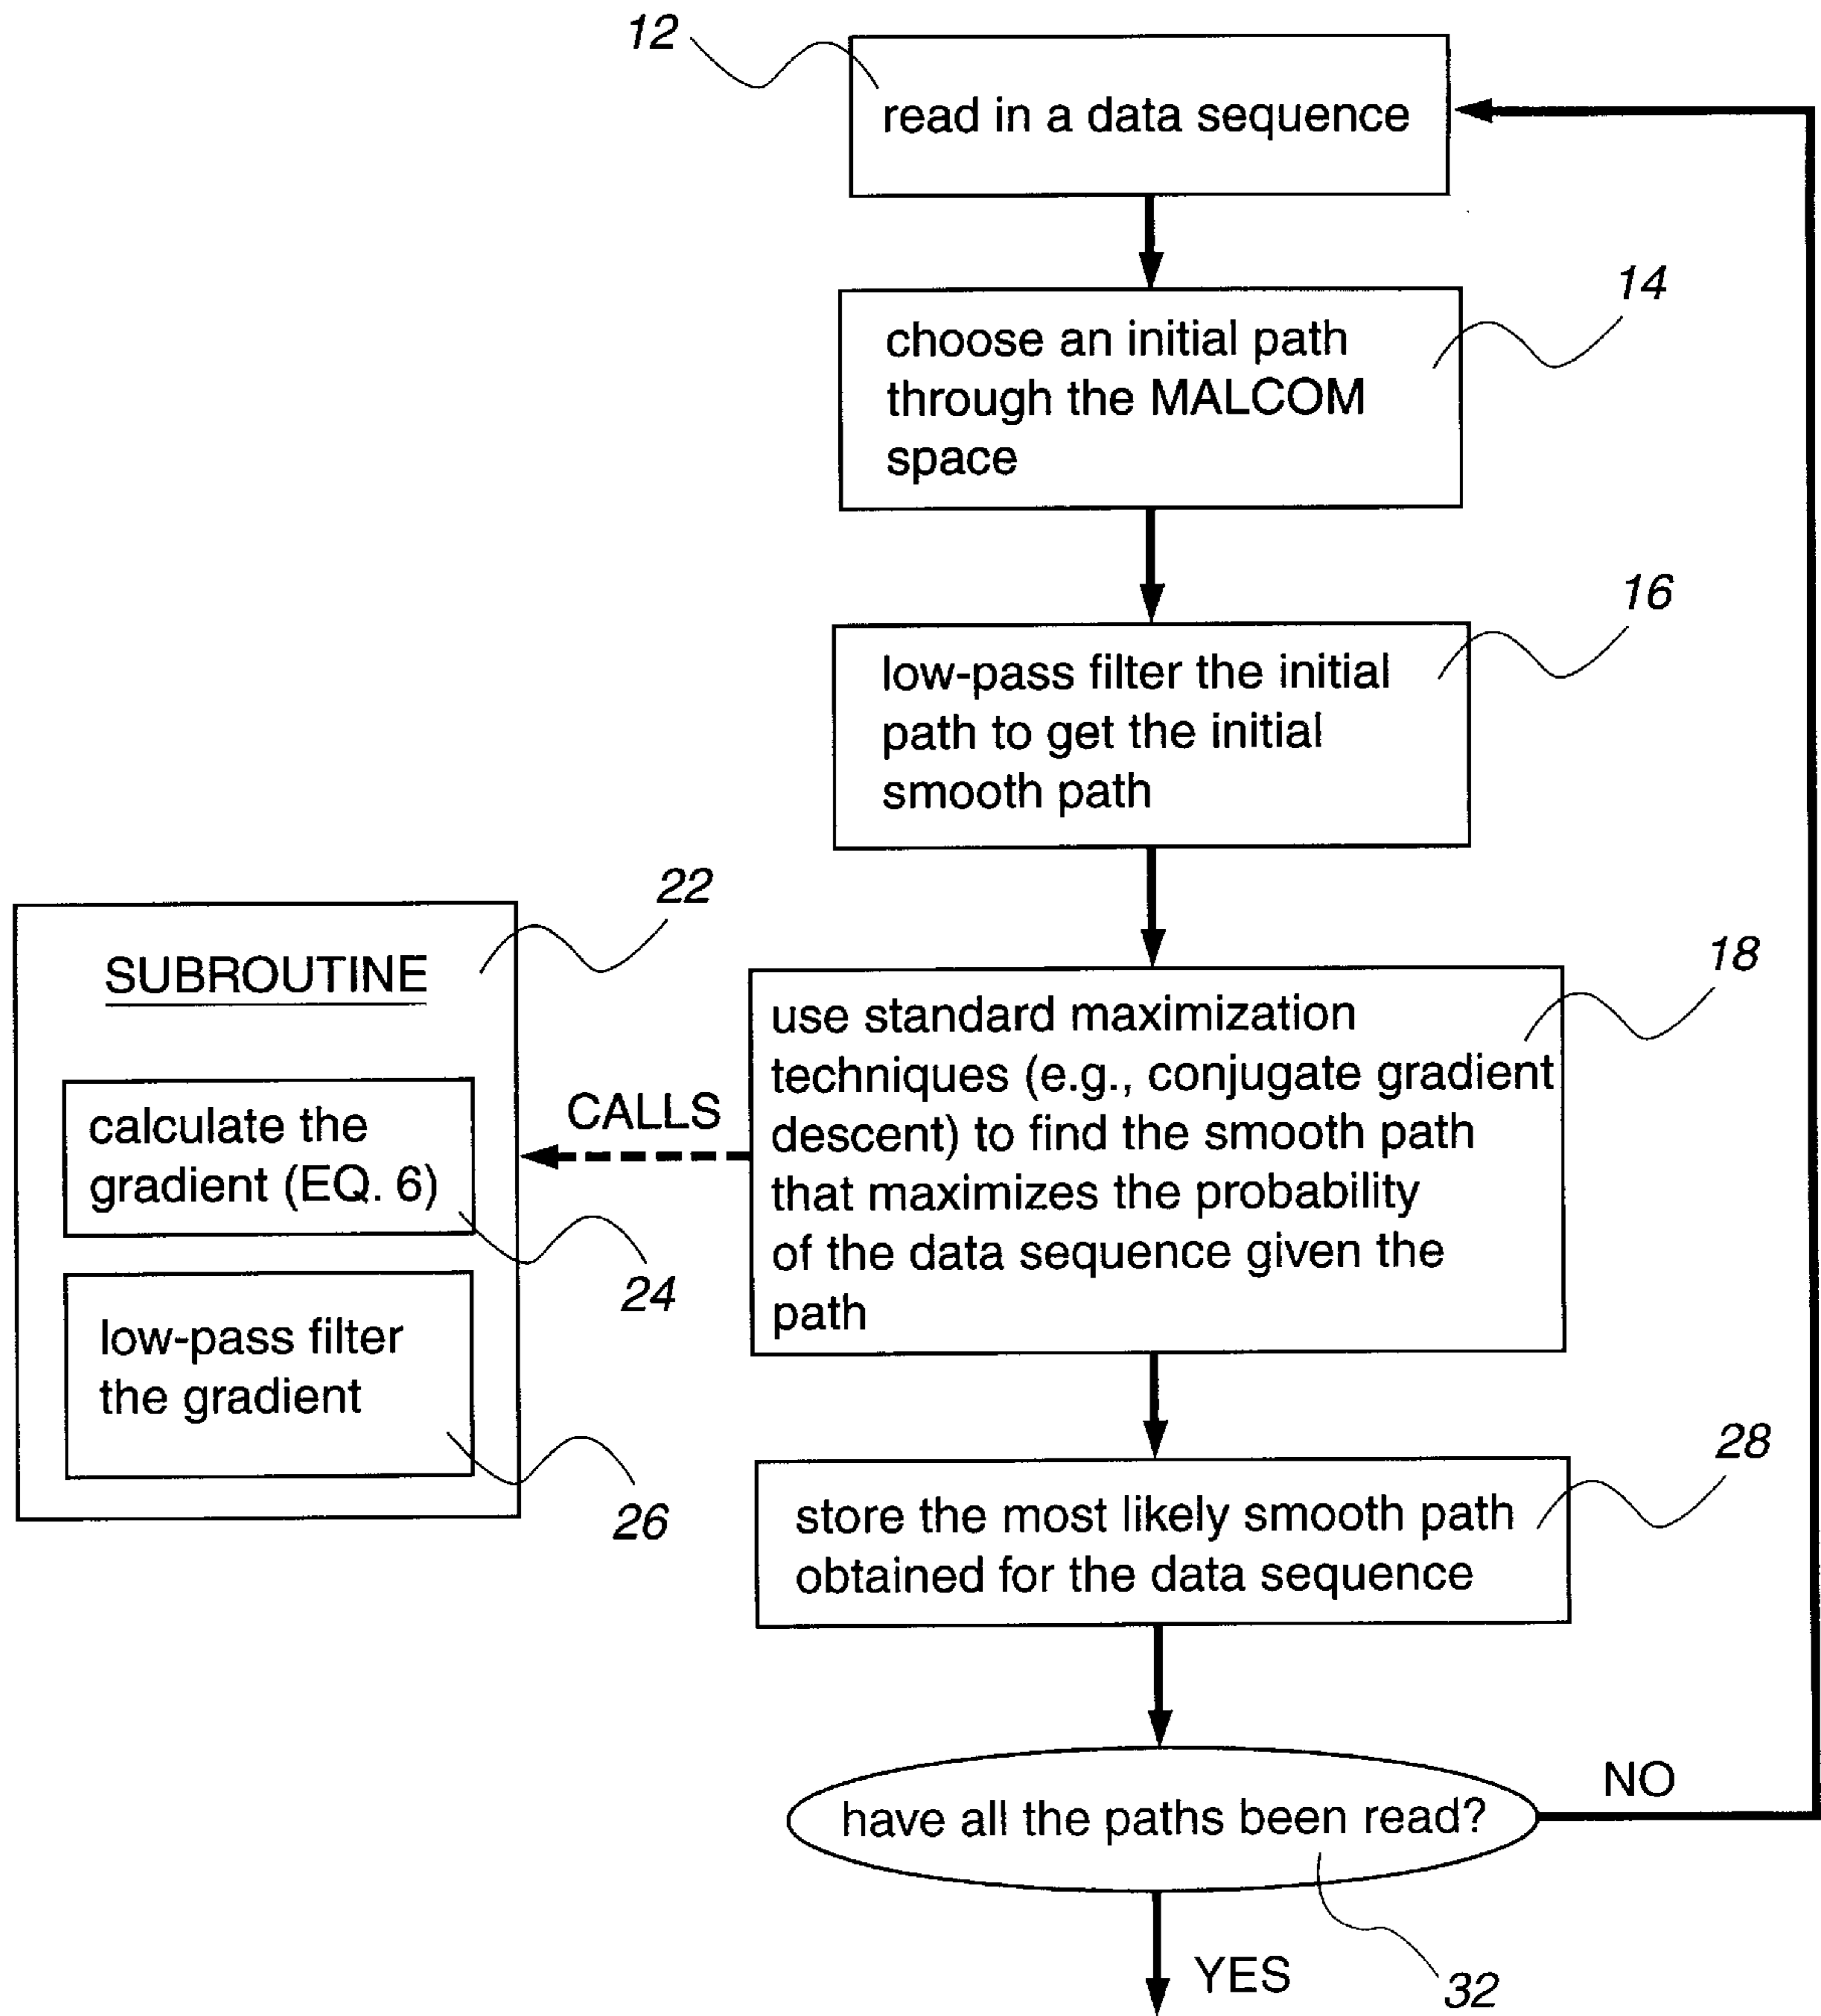 12
read in a data sequence
14
choose an initial path
through the MALCOM
space
16
low-pass filter the initial
path to get the initial
smooth path
18
use standard maximization
techniques (e.g., conjugate gradient
descent) to find the smooth path
that maximizes the probability
of the data sequence given the
path
CALLS
22
SUBROUTINE
calculate the
gradient (EQ. 6)
24
low-pass filter
the gradient
26
28
store the most likely smooth path
obtained for the data sequence
have all the paths been read?
NO
32
YES